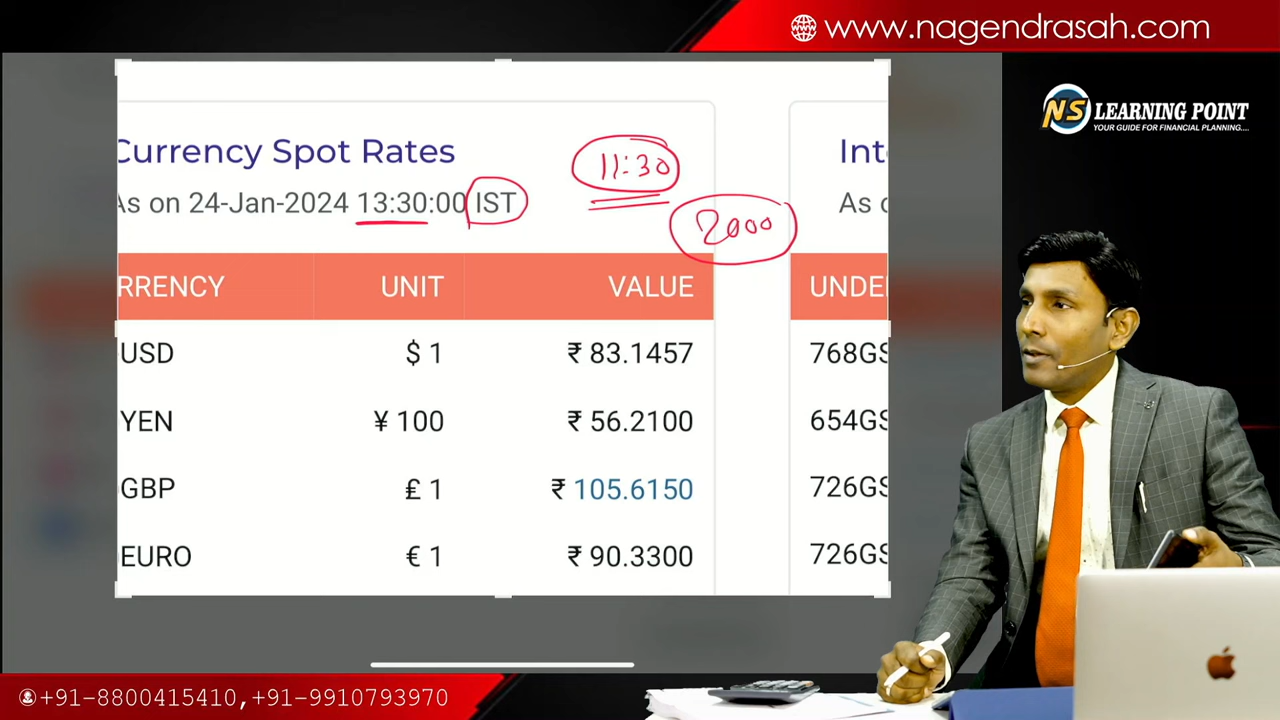 www.nagendrasah.com
NS LEARNING POINT
YOUR GUIDE FOR FINANCIAL PLANNING....
Currency Spot Rates
As on 24-Jan-2024 13:30:00 IST
11:30
2000
RRENCY UNIT VALUE
USD $ 1 ₹ 83.1457
YEN ¥ 100 ₹ 56.2100
GBP £ 1 ₹ 105.6150
EURO € 1 ₹ 90.3300
Int
As
UNDE
768GS
654GS
726GS
726GS
+91-8800415410,+91-9910793970